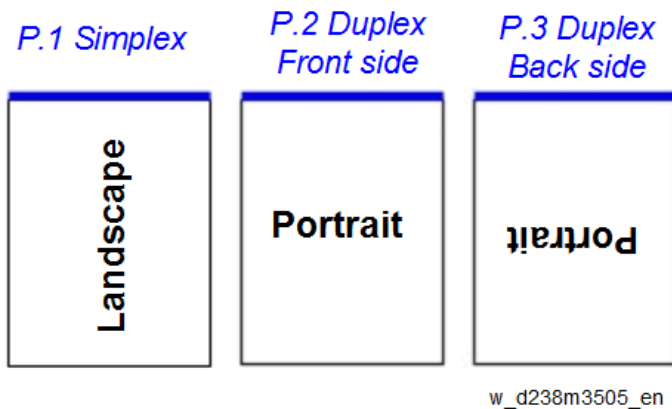 P.1 Simplex
P.2 Duplex
Front side
P.3 Duplex
Back side
Landscape
Portrait
Portrait
w_d238m3505_en